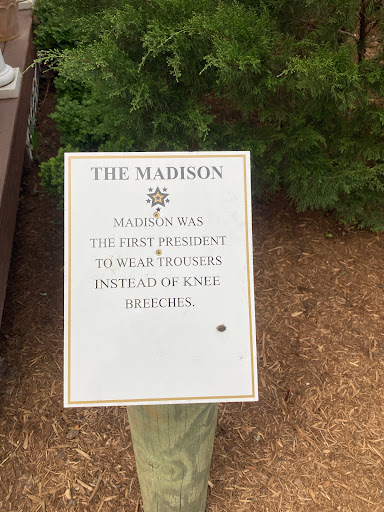 THE MADISON
MADISON WAS
THE FIRST PRESIDENT
TO WEAR TROUSERS
INSTEAD OF KNEE
BREECHES.